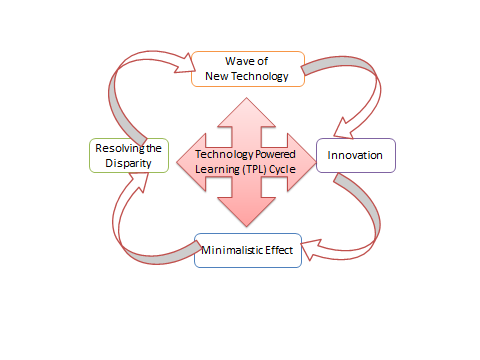 Wave of
New Technology
Resolving the
Disparity
Technology Powered
Learning (TPL) Cycle
Innovation
Minimalistic Effect